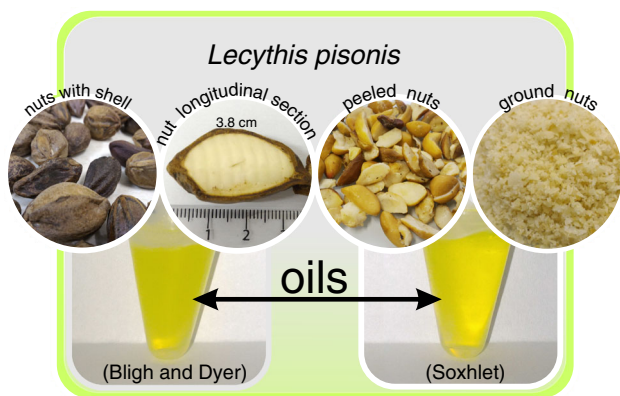 Lecythis pisonis
nuts with shell
nut longitudinal section
peeled nuts
ground nuts
3.8 cm
1 2
oils
(Bligh and Dyer)
(Soxhlet)